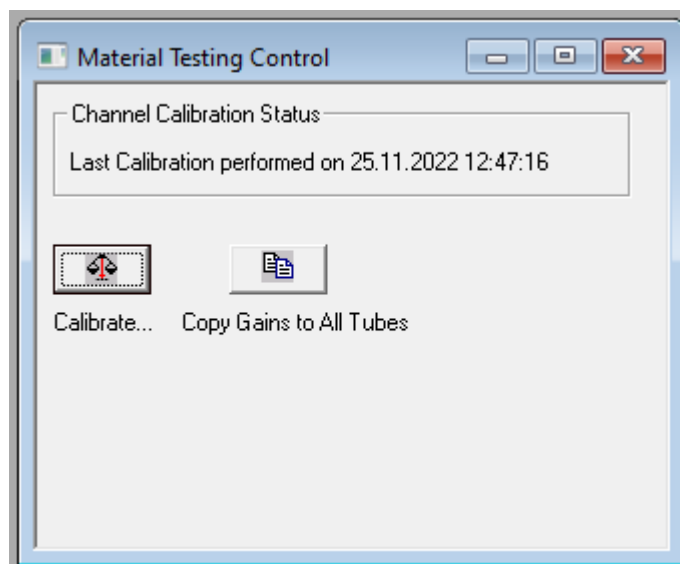 Material Testing Control
Channel Calibration Status
Last Calibration performed on 25.11.2022 12:47:16
Calibrate... Copy Gains to All Tubes